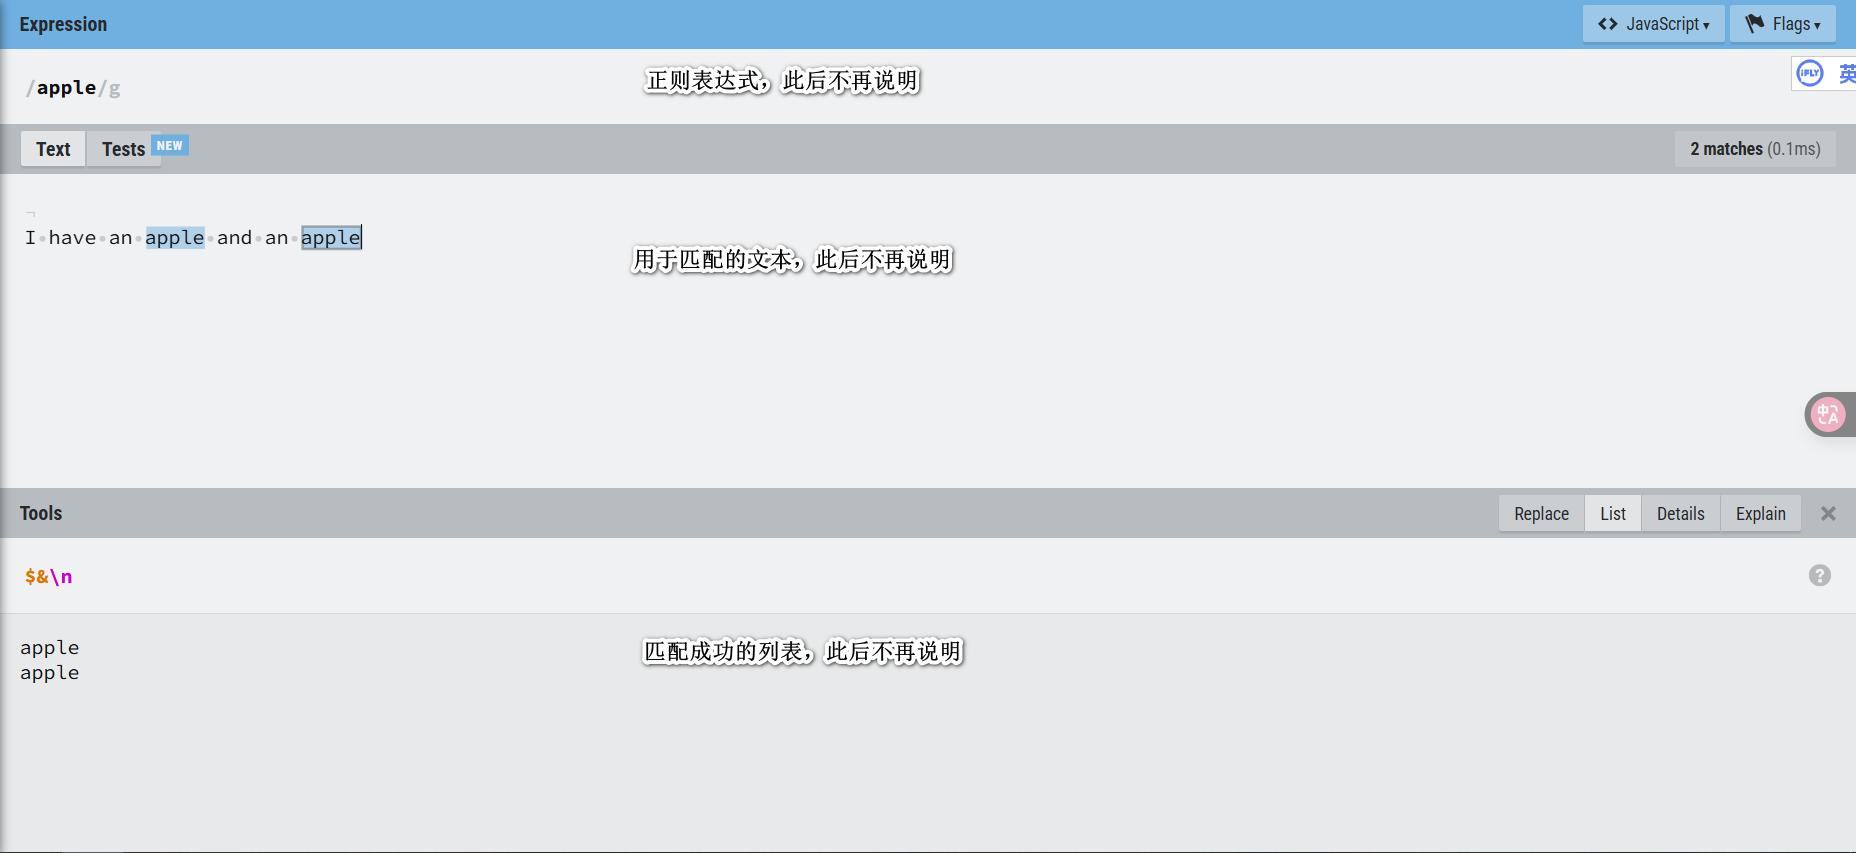 Expression
<> JavaScript ▾
Flags ▾
/apple/g
正则表达式，此后不再说明
iFLY 英
Text
Tests NEW
2 matches (0.1ms)
I·have·an·apple·and·an·apple
用于匹配的文本，此后不再说明
中A
Tools
Replace
List
Details
Explain
$&\n
?
apple
匹配成功的列表，此后不再说明
apple